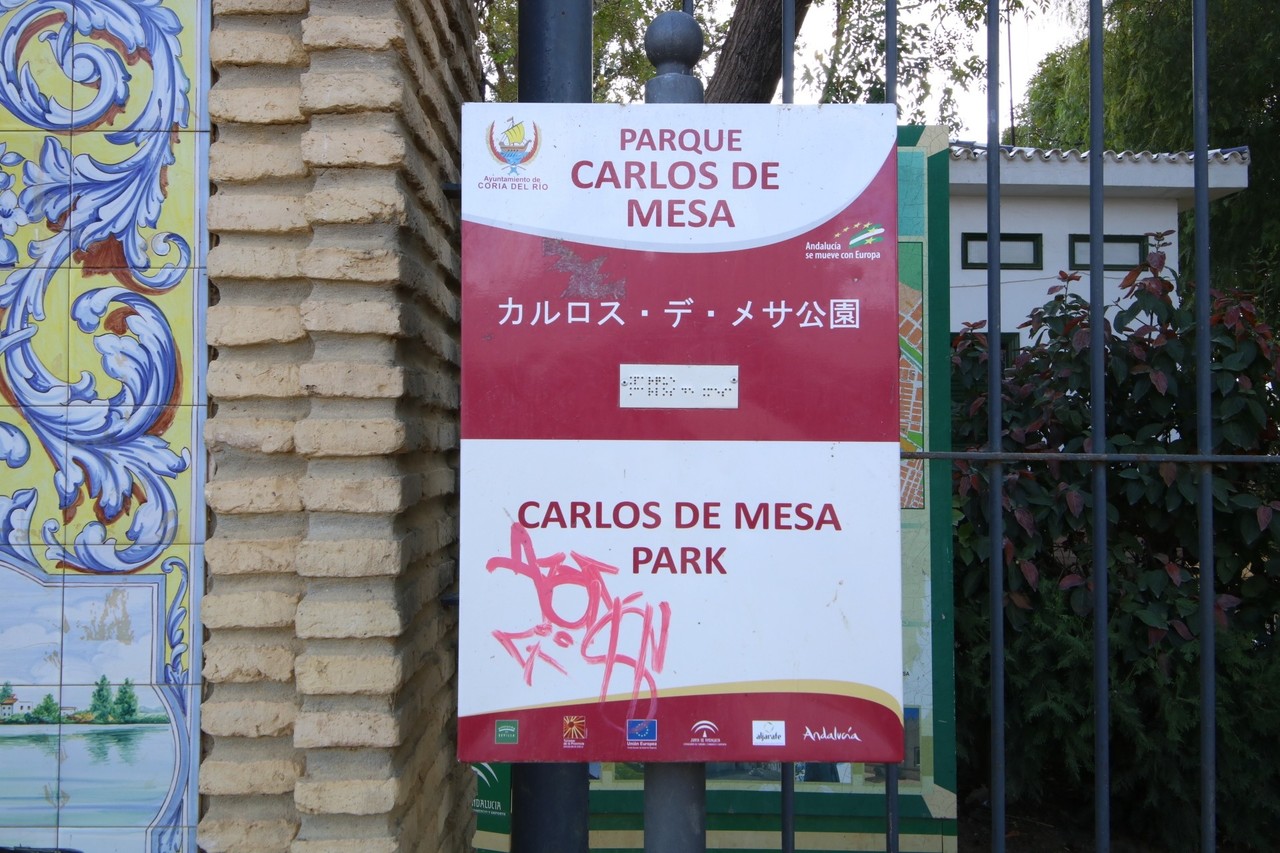 PARQUE
CARLOS DE
MESA
Ayuntamiento de
CORIA DEL RÍO
Andalucía
se mueve con Europa
カルロス・デ・メサ公園
CARLOS DE MESA
PARK
Unión Europea
aljarafe
Andalucía